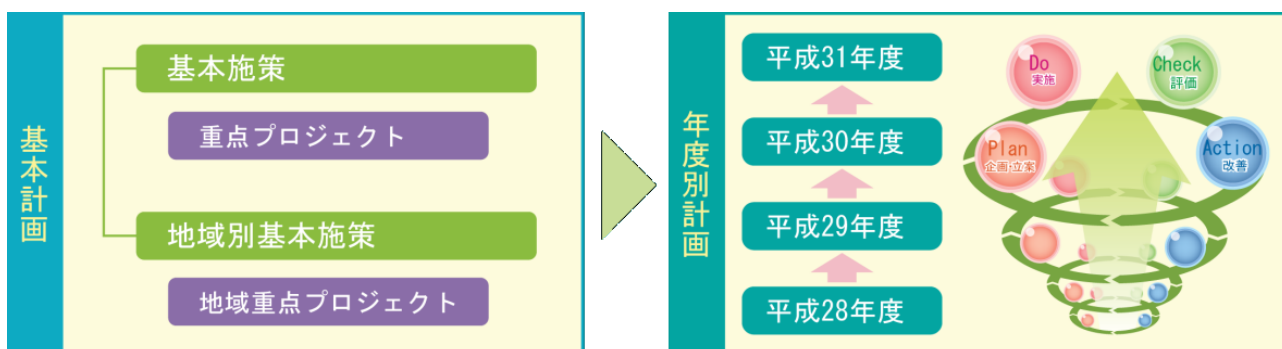 基本計画
基本施策
重点プロジェクト
地域別基本施策
地域重点プロジェクト
年度別計画
平成31年度
平成30年度
平成29年度
平成28年度
Do
実施
Check
評価
Plan
企画・立案
Action
改善